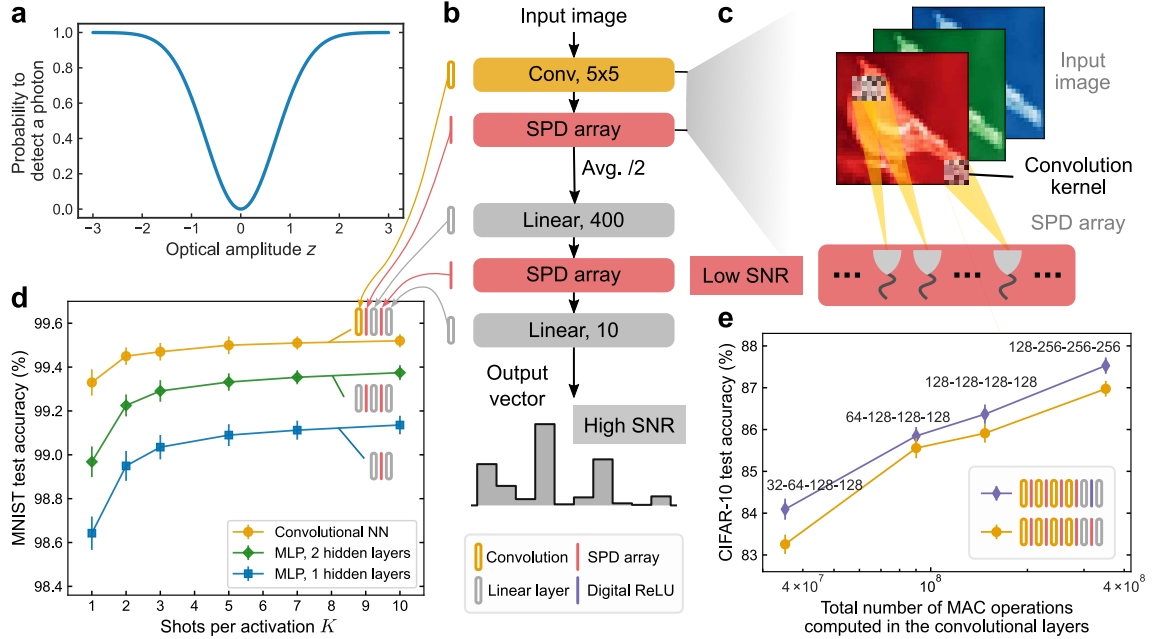 a
Probability to
detect a photon
1.0
0.8
0.6
0.4
0.2
0.0
−3
−2
−1
0
1
2
3
Optical amplitude z
b
Input image
Conv, 5x5
SPD array
Avg. /2
Linear, 400
SPD array
Low SNR
Linear, 10
Output
vector
High SNR
Convolution
SPD array
Linear layer
Digital ReLU
c
Input
image
Convolution
kernel
SPD array
d
MNIST test accuracy (%)
99.6
99.4
99.2
99.0
98.8
98.6
98.4
Convolutional NN
MLP, 2 hidden layers
MLP, 1 hidden layers
1
2
3
4
5
6
7
8
9
10
Shots per activation K
e
CIFAR-10 test accuracy (%)
88
87
86
85
84
83
128-256-256-256
128-128-128-128
64-128-128-128
32-64-128-128
4 × 10⁷
10⁸
4 × 10⁸
Total number of MAC operations
computed in the convolutional layers